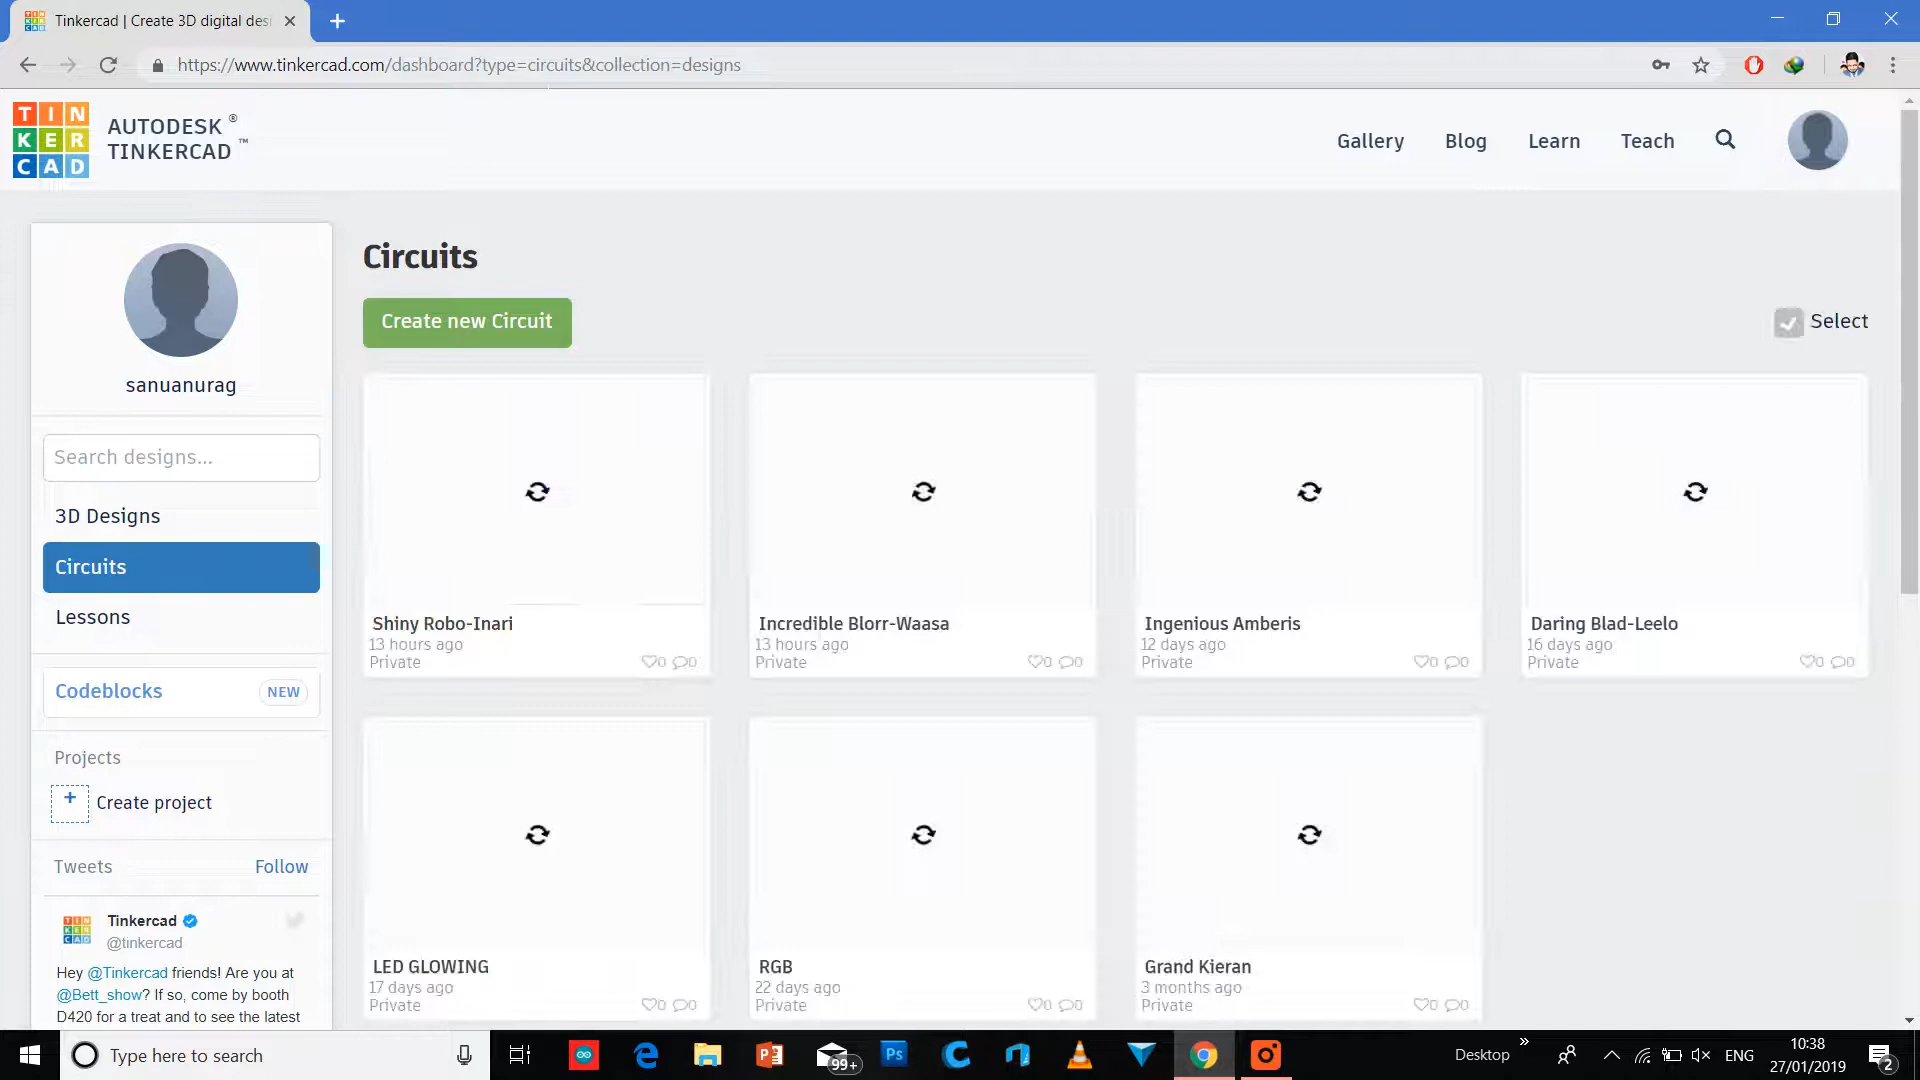 Tinkercad | Create 3D digital desi
https://www.tinkercad.com/dashboard?type=circuits&collection=designs
TIN
KER
CAD
AUTODESK ®
TINKERCAD ™
Gallery
Blog
Learn
Teach
sanuanurag
Search designs...
3D Designs
Circuits
Lessons
Codeblocks NEW
Projects
+ Create project
Tweets Follow
Tinkercad
@tinkercad
Hey @Tinkercad friends! Are you at
@Bett_show? If so, come by booth
D420 for a treat and to see the latest
Circuits
Create new Circuit
Select
Shiny Robo-Inari
13 hours ago
Private 0 0
Incredible Blorr-Waasa
13 hours ago
Private 0 0
Ingenious Amberis
12 days ago
Private 0 0
Daring Blad-Leelo
16 days ago
Private 0 0
LED GLOWING
17 days ago
Private 0 0
RGB
22 days ago
Private 0 0
Grand Kieran
3 months ago
Private 0 0
Type here to search
99+
Ps
Desktop
ENG
10:38
27/01/2019
2